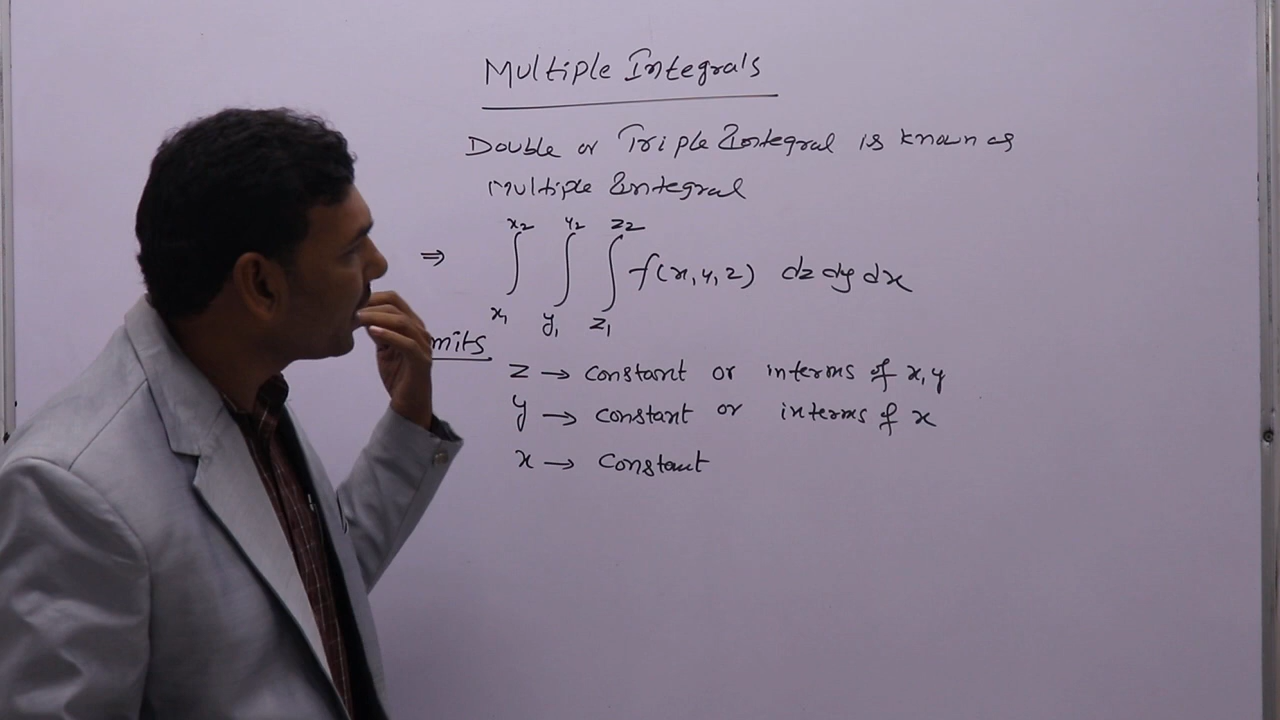 Multiple Integrals
Double or Triple Integral is known as
Multiple Integral
⇒ ∫_{x₁}^{x₂} ∫_{y₁}^{y₂} ∫_{z₁}^{z₂} f(x,y,z) dz dy dx
mits
z → constant or interms of x,y
y → constant or interms of x
x → constant